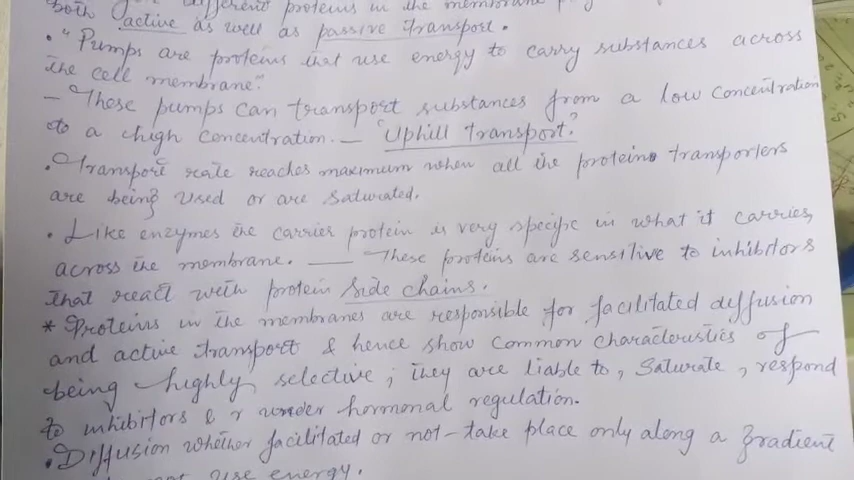 both different proteins in the membrane
active as well as passive transport.
• "Pumps are proteins that use energy to carry substances across
the cell membrane."
– These pumps can transport substances from a low concentration
to a high concentration. — "Uphill transport."
• Transport rate reaches maximum when all the protein transporters
are being used or are saturated.
• Like enzymes the carrier protein is very specific in what it carries
across the membrane. — These proteins are sensitive to inhibitors
that react with protein side chains.
* Proteins in the membranes are responsible for facilitated diffusion
and active transport & hence show common characteristics of
being highly selective; they are liable to, saturate, respond
to inhibitors & r under hormonal regulation.
• Diffusion whether facilitated or not – take place only along a gradient
use energy.